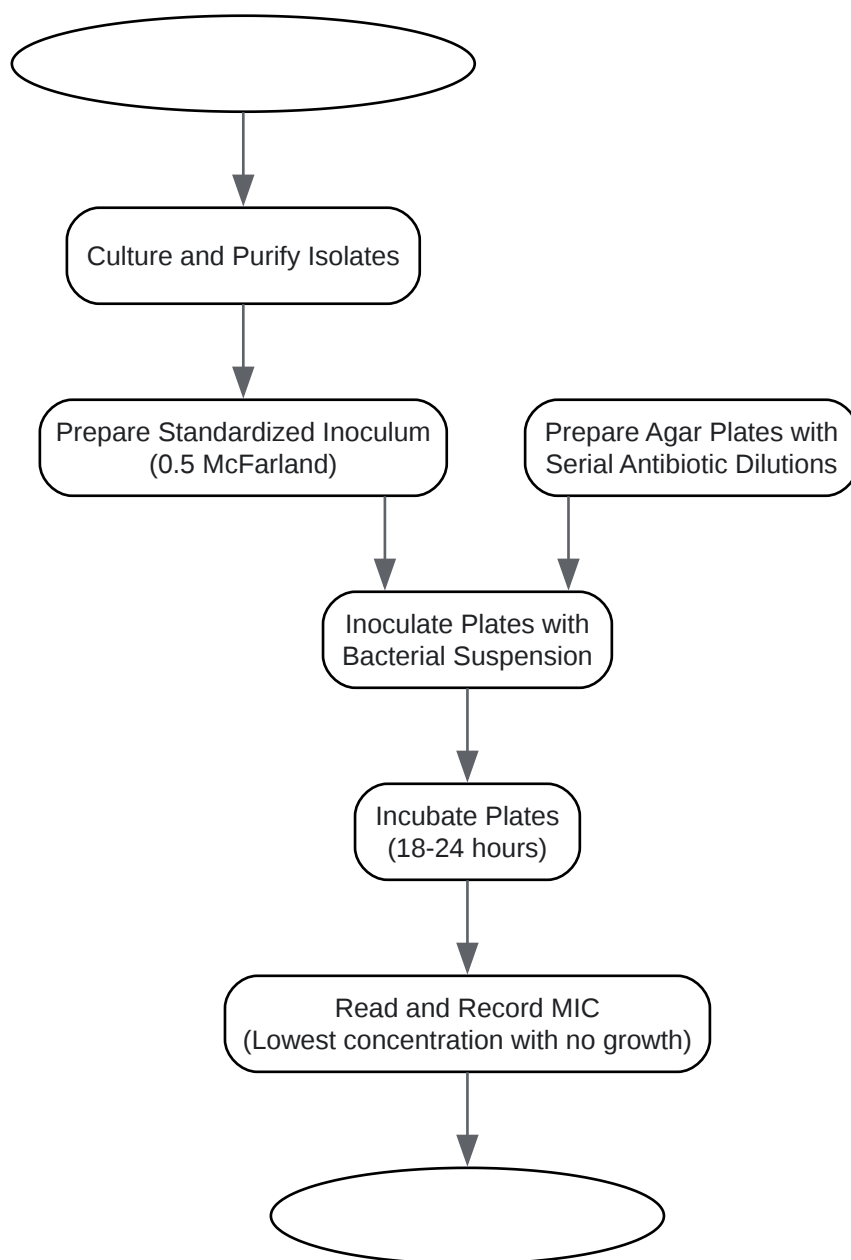 Culture and Purify Isolates
Prepare Standardized Inoculum
(0.5 McFarland)
Prepare Agar Plates with
Serial Antibiotic Dilutions
Inoculate Plates with
Bacterial Suspension
Incubate Plates
(18-24 hours)
Read and Record MIC
(Lowest concentration with no growth)